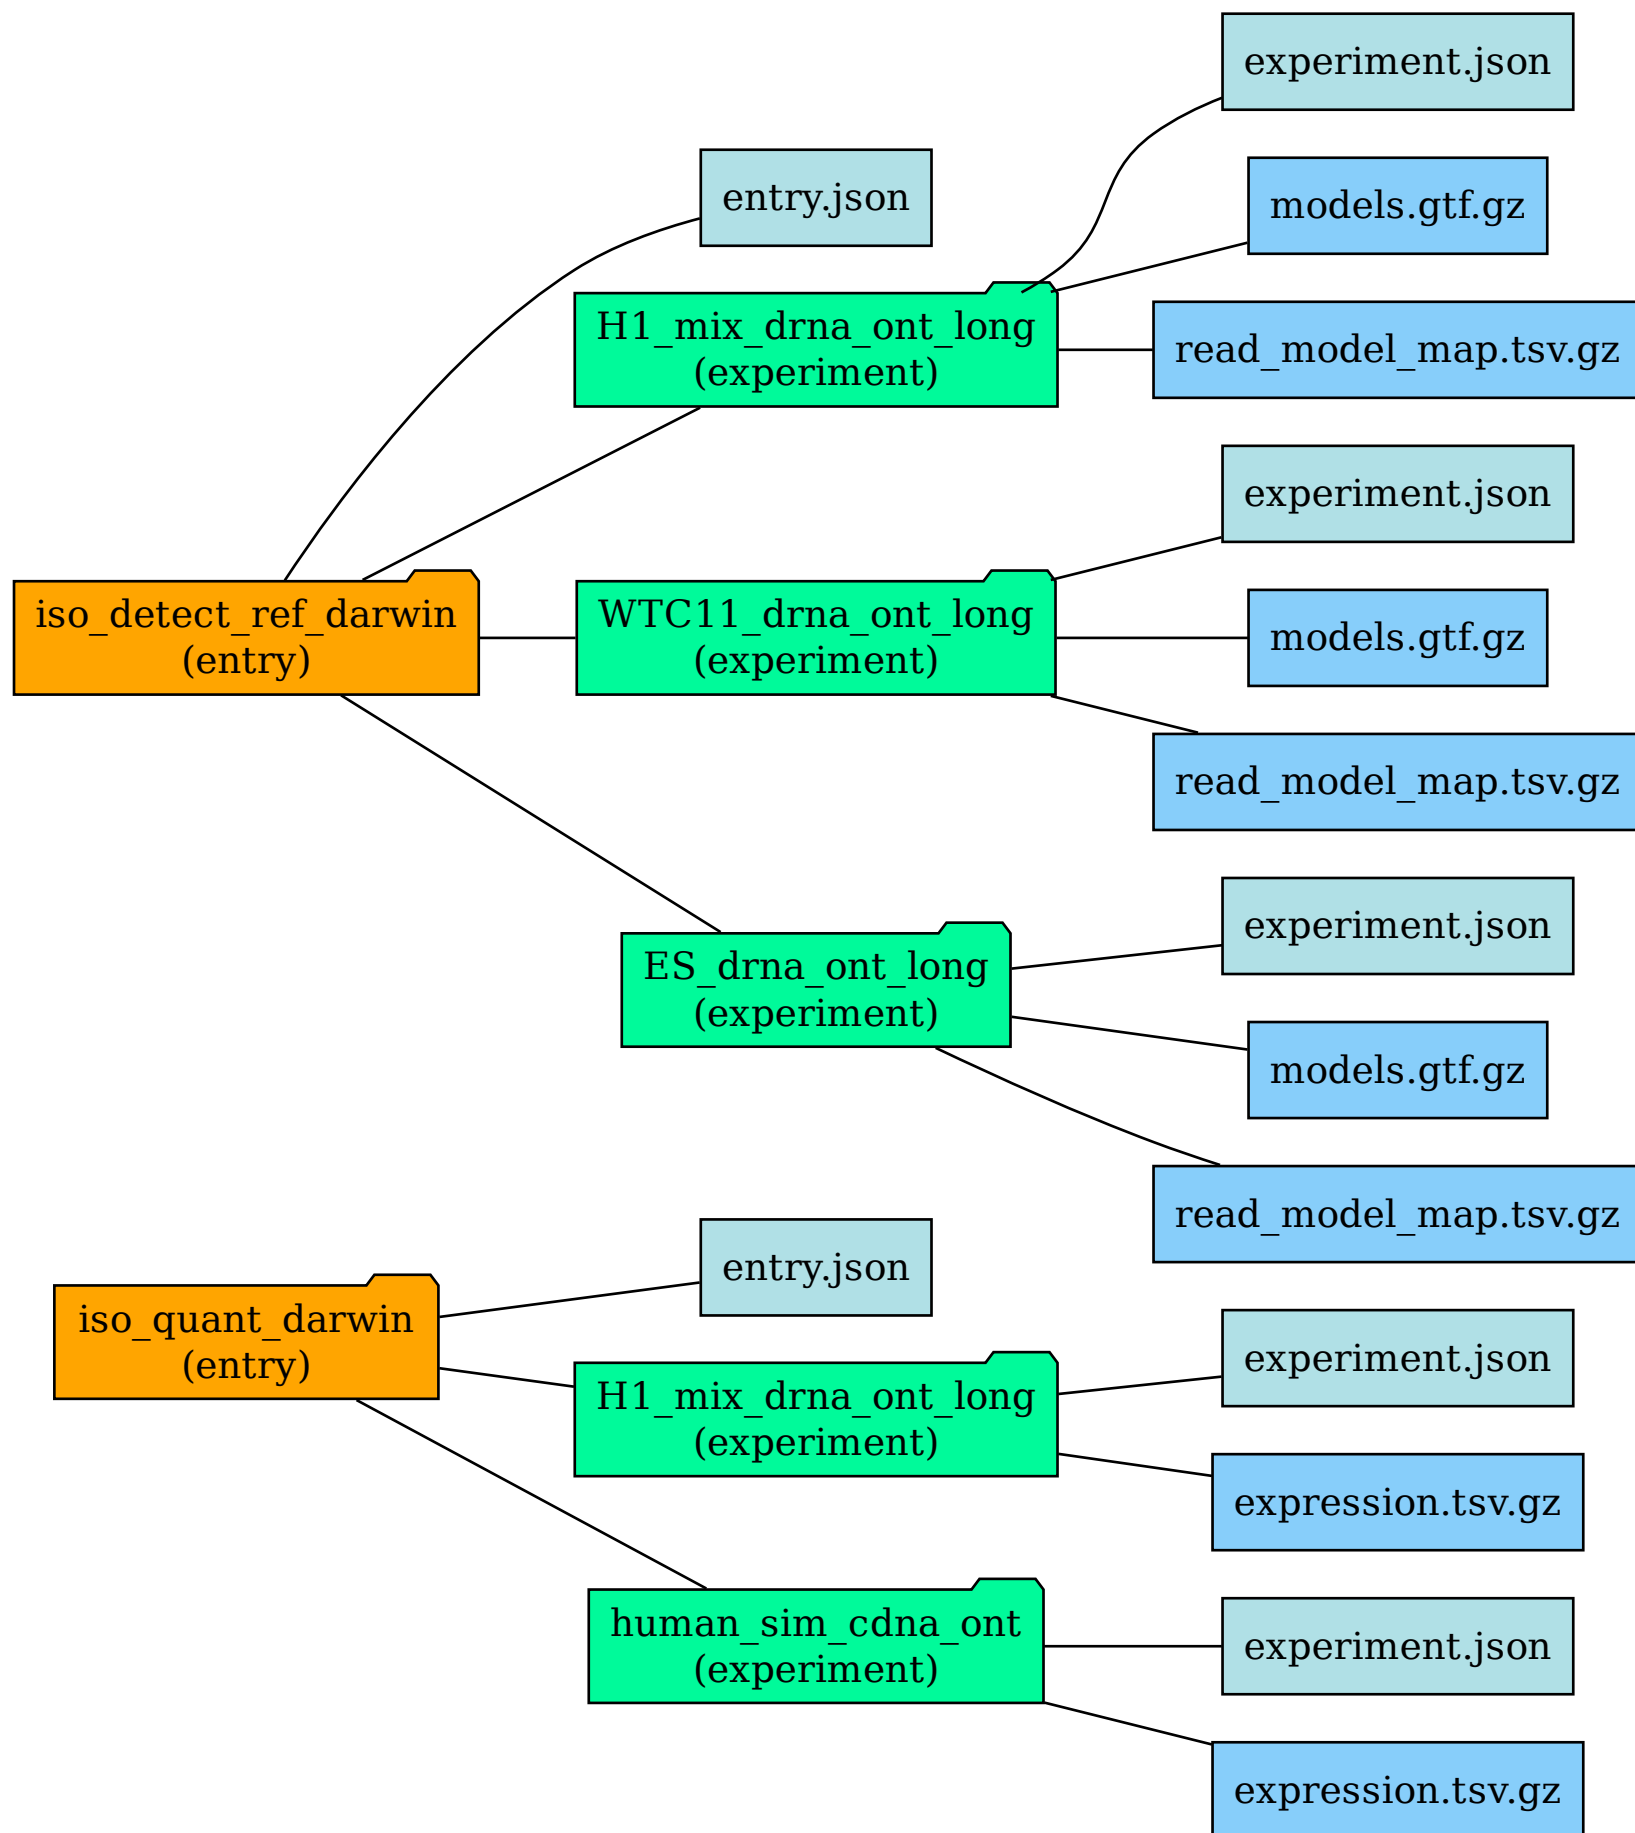 experiment.json
entry.json
models.gtf.gz
H1_mix_drna_ont_long
(experiment)
read_model_map.tsv.gz
experiment.json
iso_detect_ref_darwin
(entry)
WTC11_drna_ont_long
(experiment)
models.gtf.gz
read_model_map.tsv.gz
experiment.json
ES_drna_ont_long
(experiment)
models.gtf.gz
read_model_map.tsv.gz
entry.json
iso_quant_darwin
(entry)
experiment.json
H1_mix_drna_ont_long
(experiment)
expression.tsv.gz
human_sim_cdna_ont
(experiment)
experiment.json
expression.tsv.gz